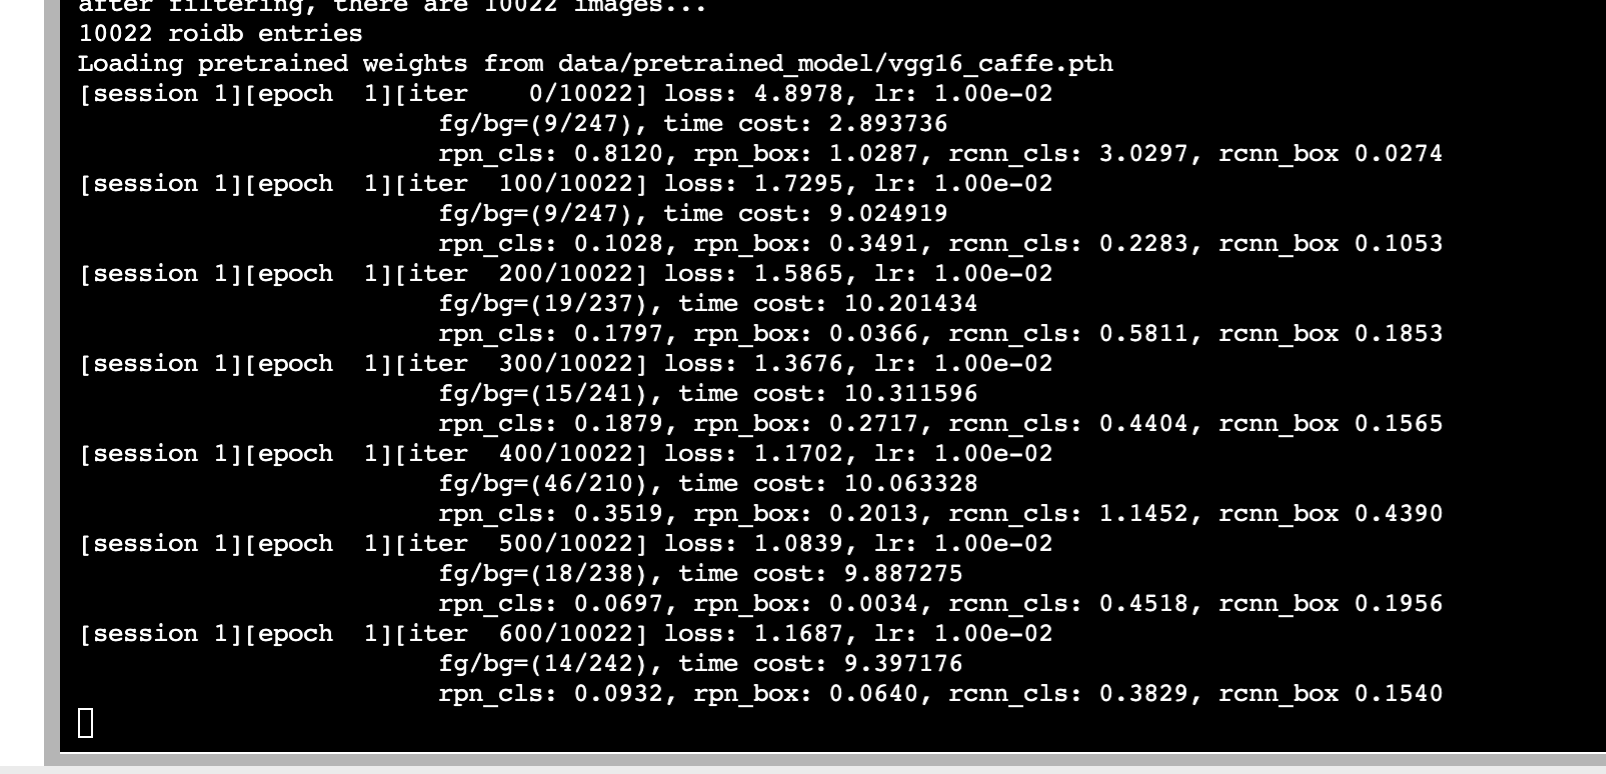 after filtering, there are 10022 images...
10022 roidb entries
Loading pretrained weights from data/pretrained_model/vgg16_caffe.pth
[session 1][epoch  1][iter    0/10022] loss: 4.8978, lr: 1.00e-02
fg/bg=(9/247), time cost: 2.893736
rpn_cls: 0.8120, rpn_box: 1.0287, rcnn_cls: 3.0297, rcnn_box 0.0274
[session 1][epoch  1][iter  100/10022] loss: 1.7295, lr: 1.00e-02
fg/bg=(9/247), time cost: 9.024919
rpn_cls: 0.1028, rpn_box: 0.3491, rcnn_cls: 0.2283, rcnn_box 0.1053
[session 1][epoch  1][iter  200/10022] loss: 1.5865, lr: 1.00e-02
fg/bg=(19/237), time cost: 10.201434
rpn_cls: 0.1797, rpn_box: 0.0366, rcnn_cls: 0.5811, rcnn_box 0.1853
[session 1][epoch  1][iter  300/10022] loss: 1.3676, lr: 1.00e-02
fg/bg=(15/241), time cost: 10.311596
rpn_cls: 0.1879, rpn_box: 0.2717, rcnn_cls: 0.4404, rcnn_box 0.1565
[session 1][epoch  1][iter  400/10022] loss: 1.1702, lr: 1.00e-02
fg/bg=(46/210), time cost: 10.063328
rpn_cls: 0.3519, rpn_box: 0.2013, rcnn_cls: 1.1452, rcnn_box 0.4390
[session 1][epoch  1][iter  500/10022] loss: 1.0839, lr: 1.00e-02
fg/bg=(18/238), time cost: 9.887275
rpn_cls: 0.0697, rpn_box: 0.0034, rcnn_cls: 0.4518, rcnn_box 0.1956
[session 1][epoch  1][iter  600/10022] loss: 1.1687, lr: 1.00e-02
fg/bg=(14/242), time cost: 9.397176
rpn_cls: 0.0932, rpn_box: 0.0640, rcnn_cls: 0.3829, rcnn_box 0.1540